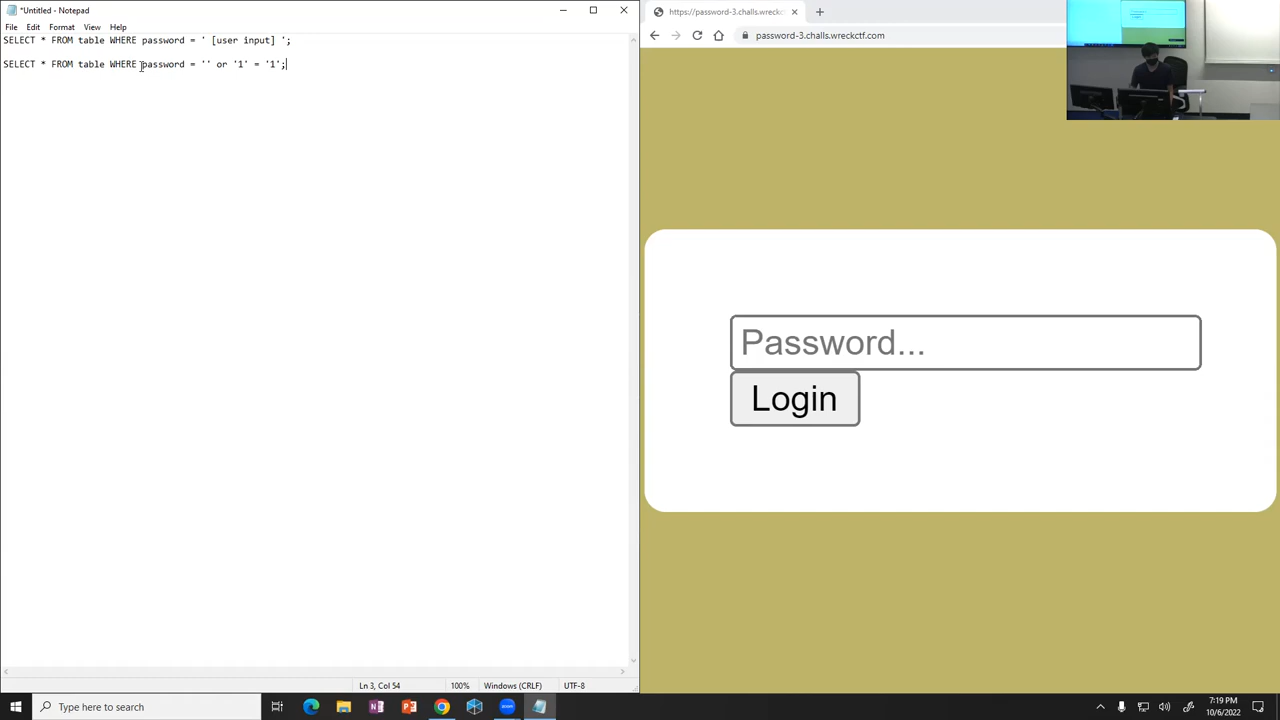 *Untitled - Notepad
File Edit Format View Help
SELECT * FROM table WHERE password = ' [user input] ';
SELECT * FROM table WHERE password = '' or '1' = '1';
Ln 3, Col 54
100%
Windows (CRLF)
UTF-8
https://password-3.challs.wreckctf
password-3.challs.wreckctf.com
Password...
Login
Type here to search
zoom
7:19 PM
10/6/2022